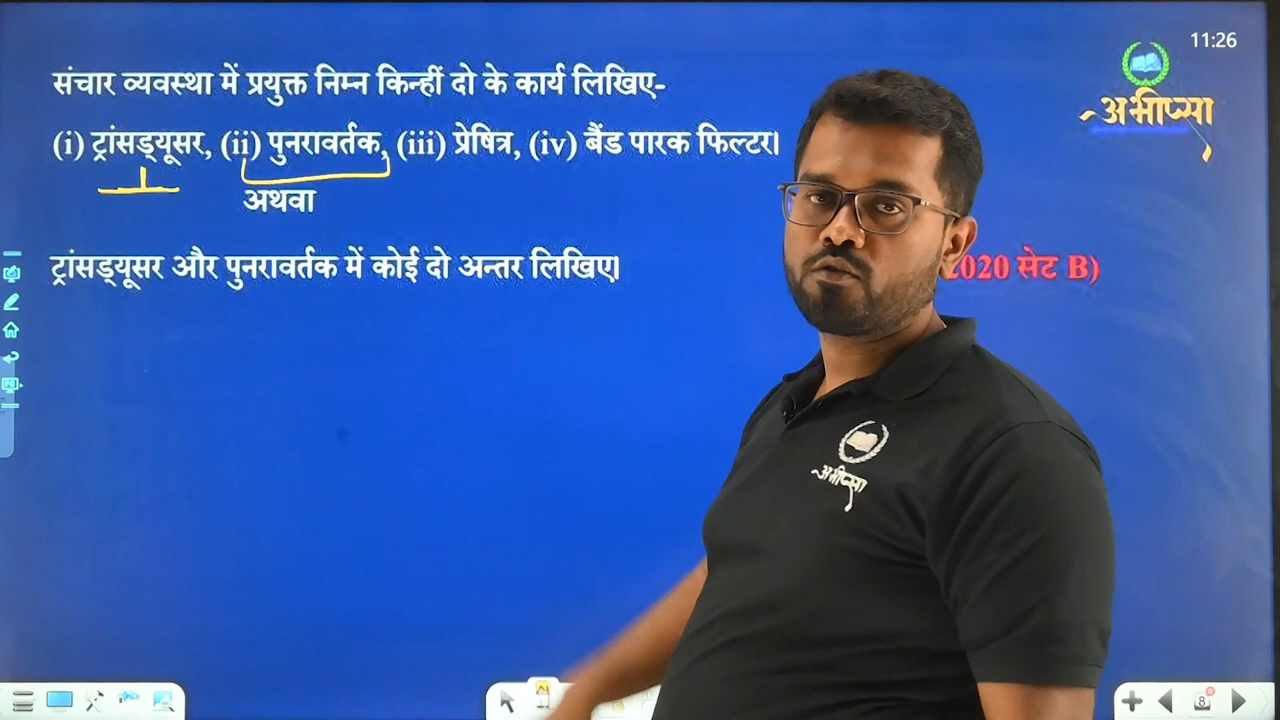 11:26
अभीप्सा
संचार व्यवस्था में प्रयुक्त निम्न किन्हीं दो के कार्य लिखिए-
(i) ट्रांसड्यूसर, (ii) पुनरावर्तक, (iii) प्रेषित्र, (iv) बैंड पारक फिल्टर।
अथवा
ट्रांसड्यूसर और पुनरावर्तक में कोई दो अन्तर लिखिए।
2020 सेट B)
अभीप्सा
8